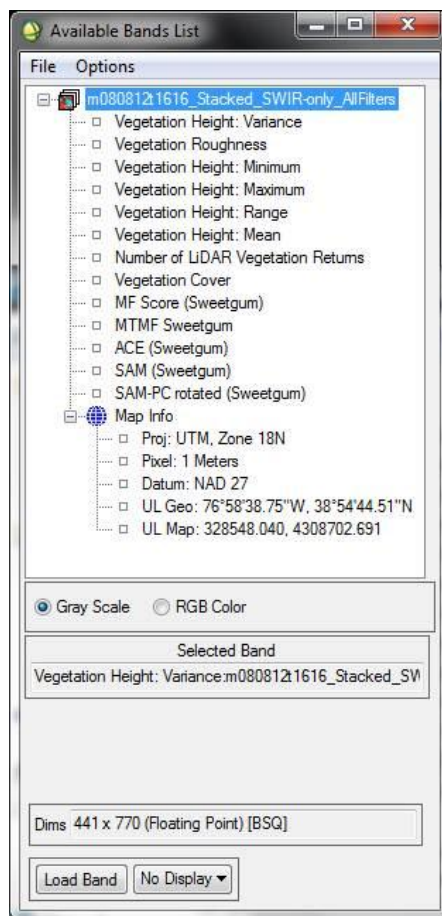 Available Bands List
File Options
m080812t1616_Stacked_SWIR-only_AllFilters
Vegetation Height: Variance
Vegetation Roughness
Vegetation Height: Minimum
Vegetation Height: Maximum
Vegetation Height: Range
Vegetation Height: Mean
Number of LiDAR Vegetation Returns
Vegetation Cover
MF Score (Sweetgum)
MTMF Sweetgum
ACE (Sweetgum)
SAM (Sweetgum)
SAM-PC rotated (Sweetgum)
Map Info
Proj: UTM, Zone 18N
Pixel: 1 Meters
Datum: NAD 27
UL Geo: 76°58'38.75"W, 38°54'44.51"N
UL Map: 328548.040, 4308702.691
Gray Scale RGB Color
Selected Band
Vegetation Height: Variance:m080812t1616_Stacked_SW
Dims 441 x 770 (Floating Point) [BSQ]
Load Band No Display